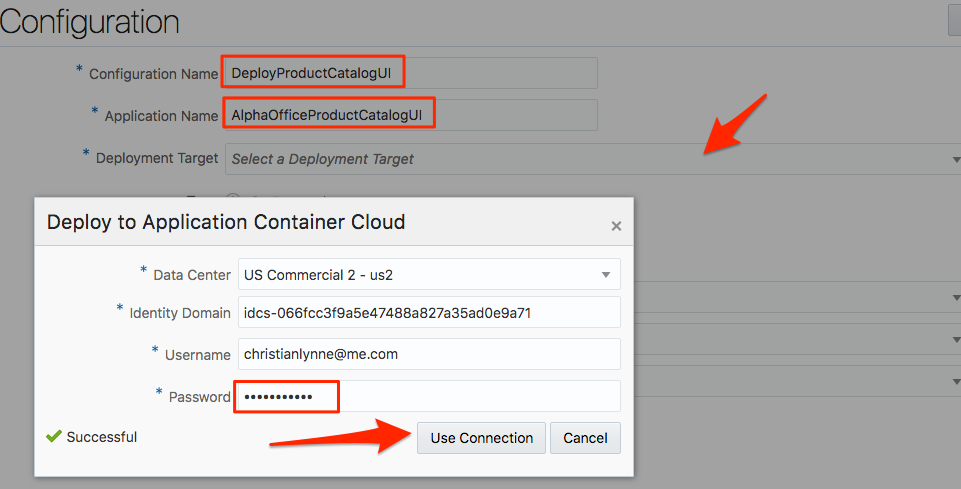 Configuration
* Configuration Name DeployProductCatalogUI
* Application Name AlphaOfficeProductCatalogUI
* Deployment Target Select a Deployment Target
Deploy to Application Container Cloud ×
* Data Center US Commercial 2 - us2
* Identity Domain idcs-066fcc3f9a5e47488a827a35ad0e9a71
* Username christianlynne@me.com
* Password •••••••••••
Successful Use Connection Cancel